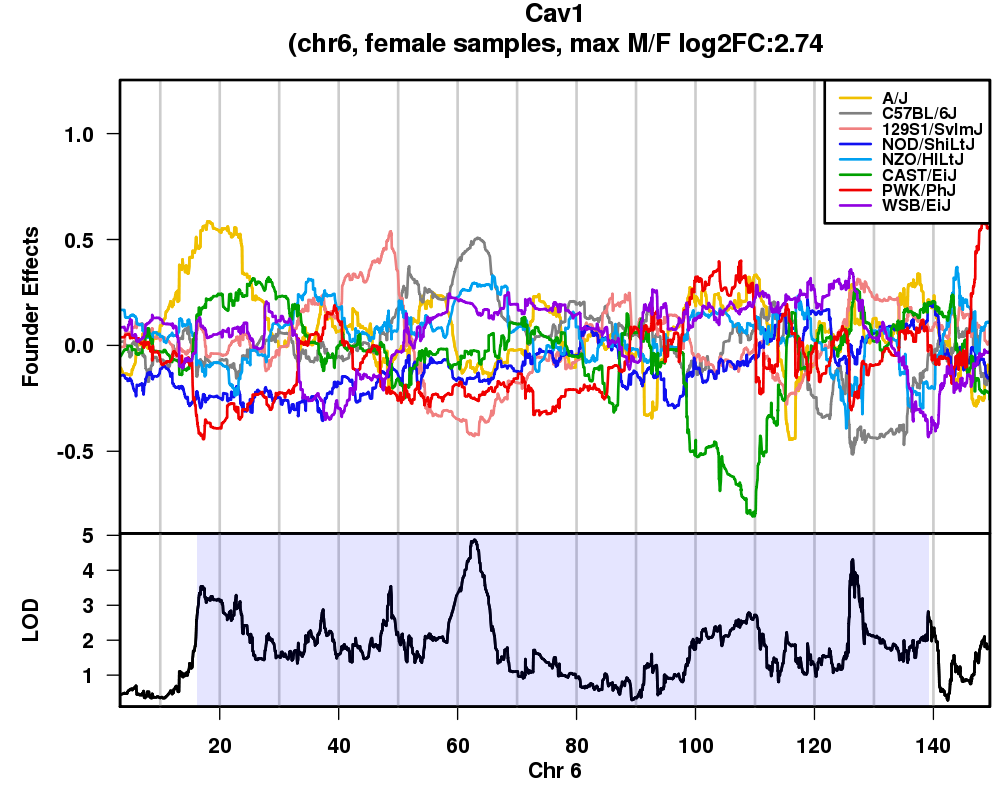 Cav1
(chr6, female samples, max M/F log2FC:2.74
A/J
C57BL/6J
129S1/SvImJ
NOD/ShiLtJ
NZO/HILtJ
CAST/EiJ
PWK/PhJ
WSB/EiJ
Founder Effects
1.0
0.5
0.0
-0.5
LOD
5
4
3
2
1
20 40 60 80 100 120 140
Chr 6